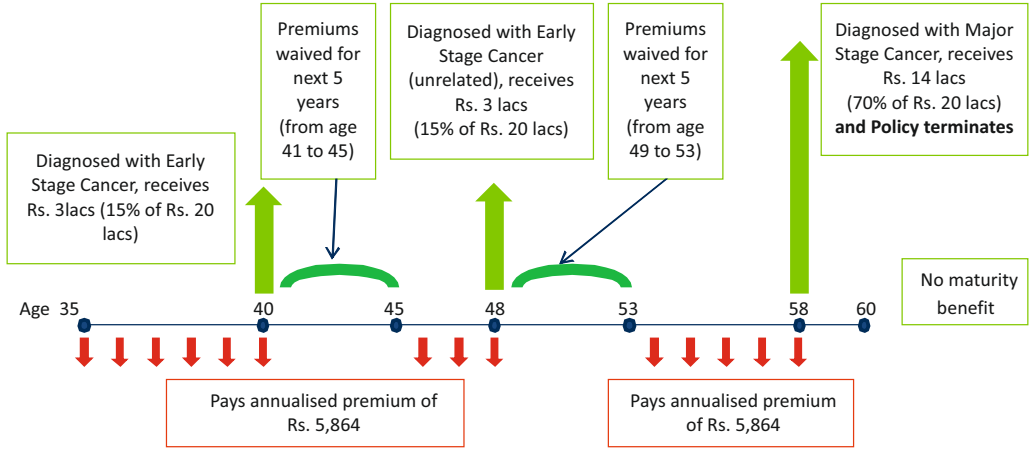 Diagnosed with Early
Stage Cancer, receives
Rs. 3lacs (15% of Rs. 20
lacs)
Premiums
waived for
next 5
years
(from age
41 to 45)
Diagnosed with Early
Stage Cancer
(unrelated), receives
Rs. 3 lacs
(15% of Rs. 20 lacs)
Premiums
waived for
next 5
years
(from age
49 to 53)
Diagnosed with Major
Stage Cancer, receives
Rs. 14 lacs
(70% of Rs. 20 lacs)
and Policy terminates
No maturity
benefit
Age 35 40 45 48 53 58 60
Pays annualised premium of
Rs. 5,864
Pays annualised premium
of Rs. 5,864